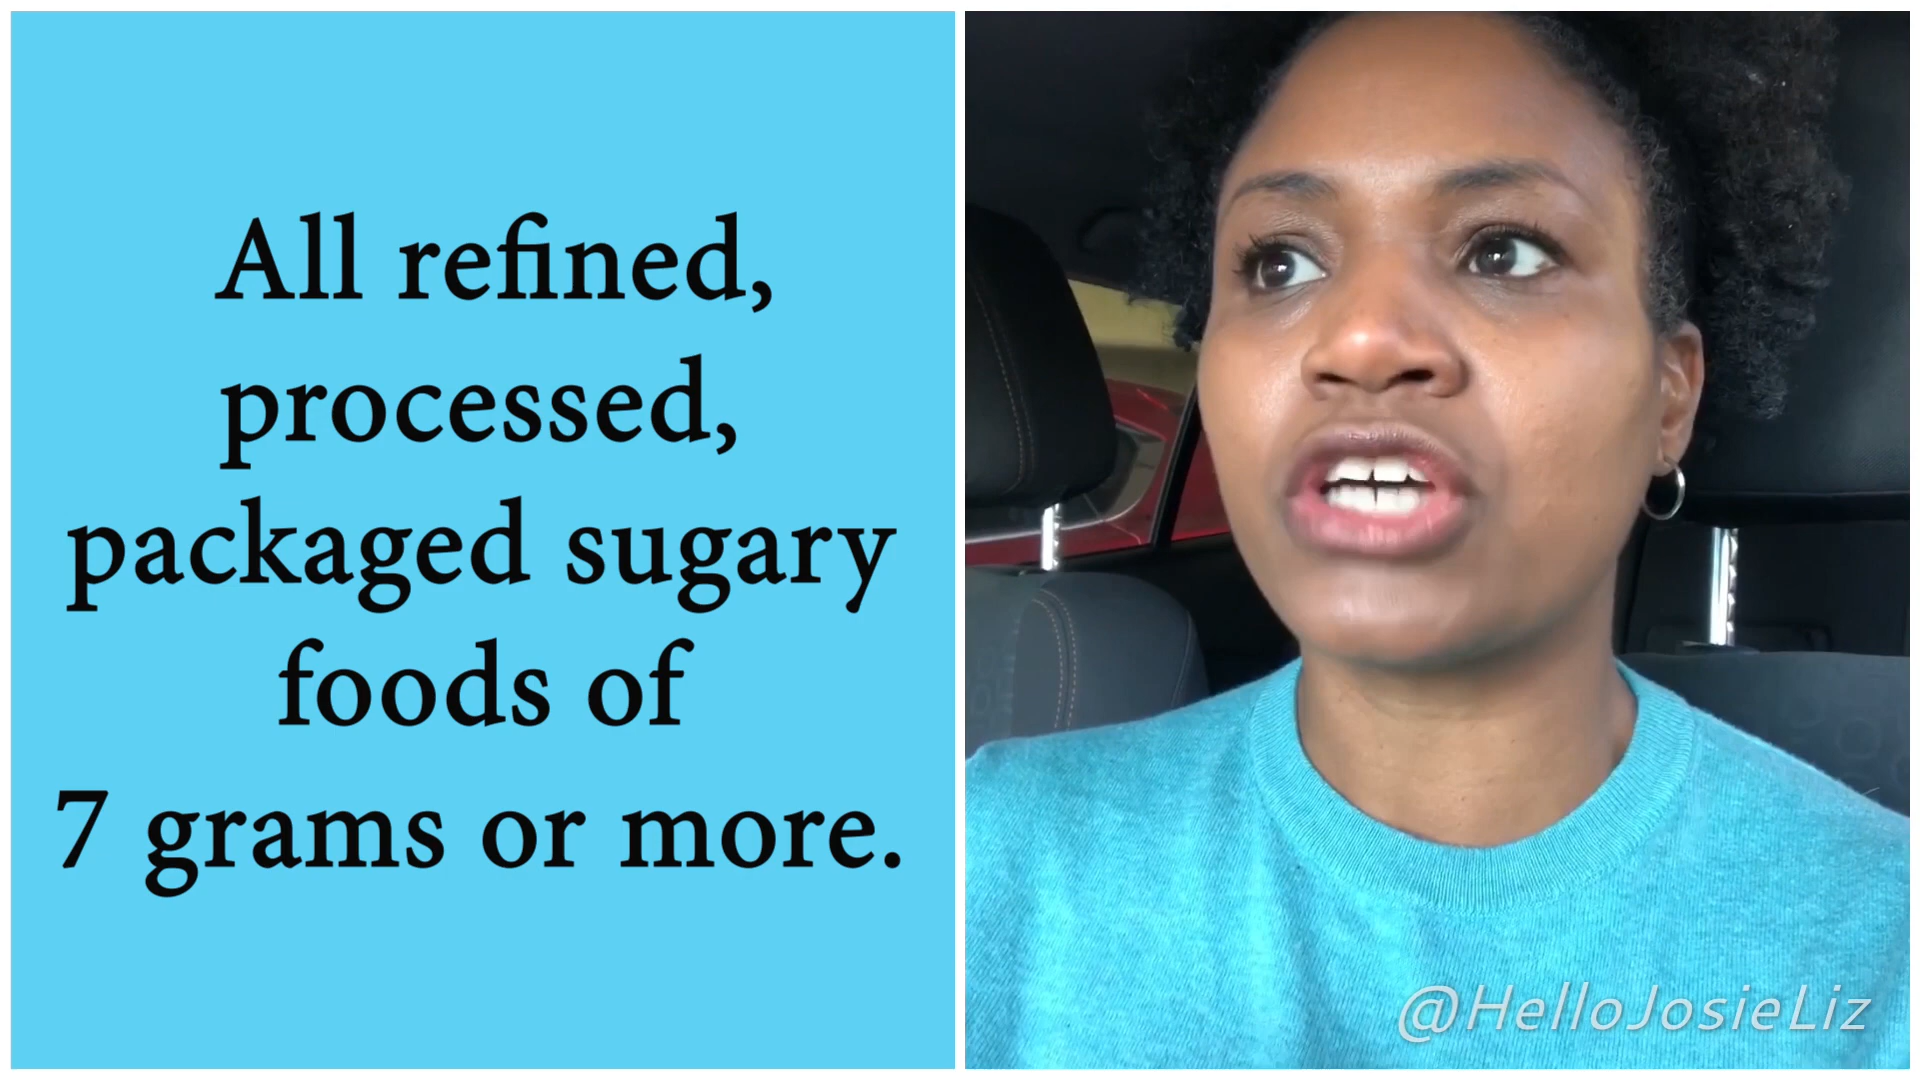 All refined,
processed,
packaged sugary
foods of
7 grams or more.
@HelloJosieLiz